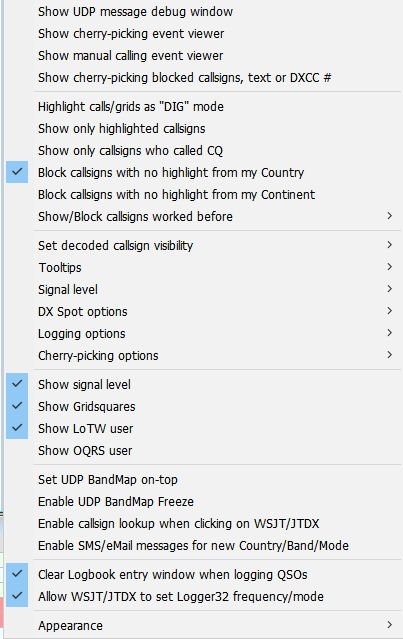 Show UDP message debug window
Show cherry-picking event viewer
Show manual calling event viewer
Show cherry-picking blocked callsigns, text or DXCC #
Highlight calls/grids as "DIG" mode
Show only highlighted callsigns
Show only callsigns who called CQ
Block callsigns with no highlight from my Country
Block callsigns with no highlight from my Continent
Show/Block callsigns worked before
Set decoded callsign visibility
Tooltips
Signal level
DX Spot options
Logging options
Cherry-picking options
Show signal level
Show Gridsquares
Show LoTW user
Show OQRS user
Set UDP BandMap on-top
Enable UDP BandMap Freeze
Enable callsign lookup when clicking on WSJT/JTDX
Enable SMS/eMail messages for new Country/Band/Mode
Clear Logbook entry window when logging QSOs
Allow WSJT/JTDX to set Logger32 frequency/mode
Appearance